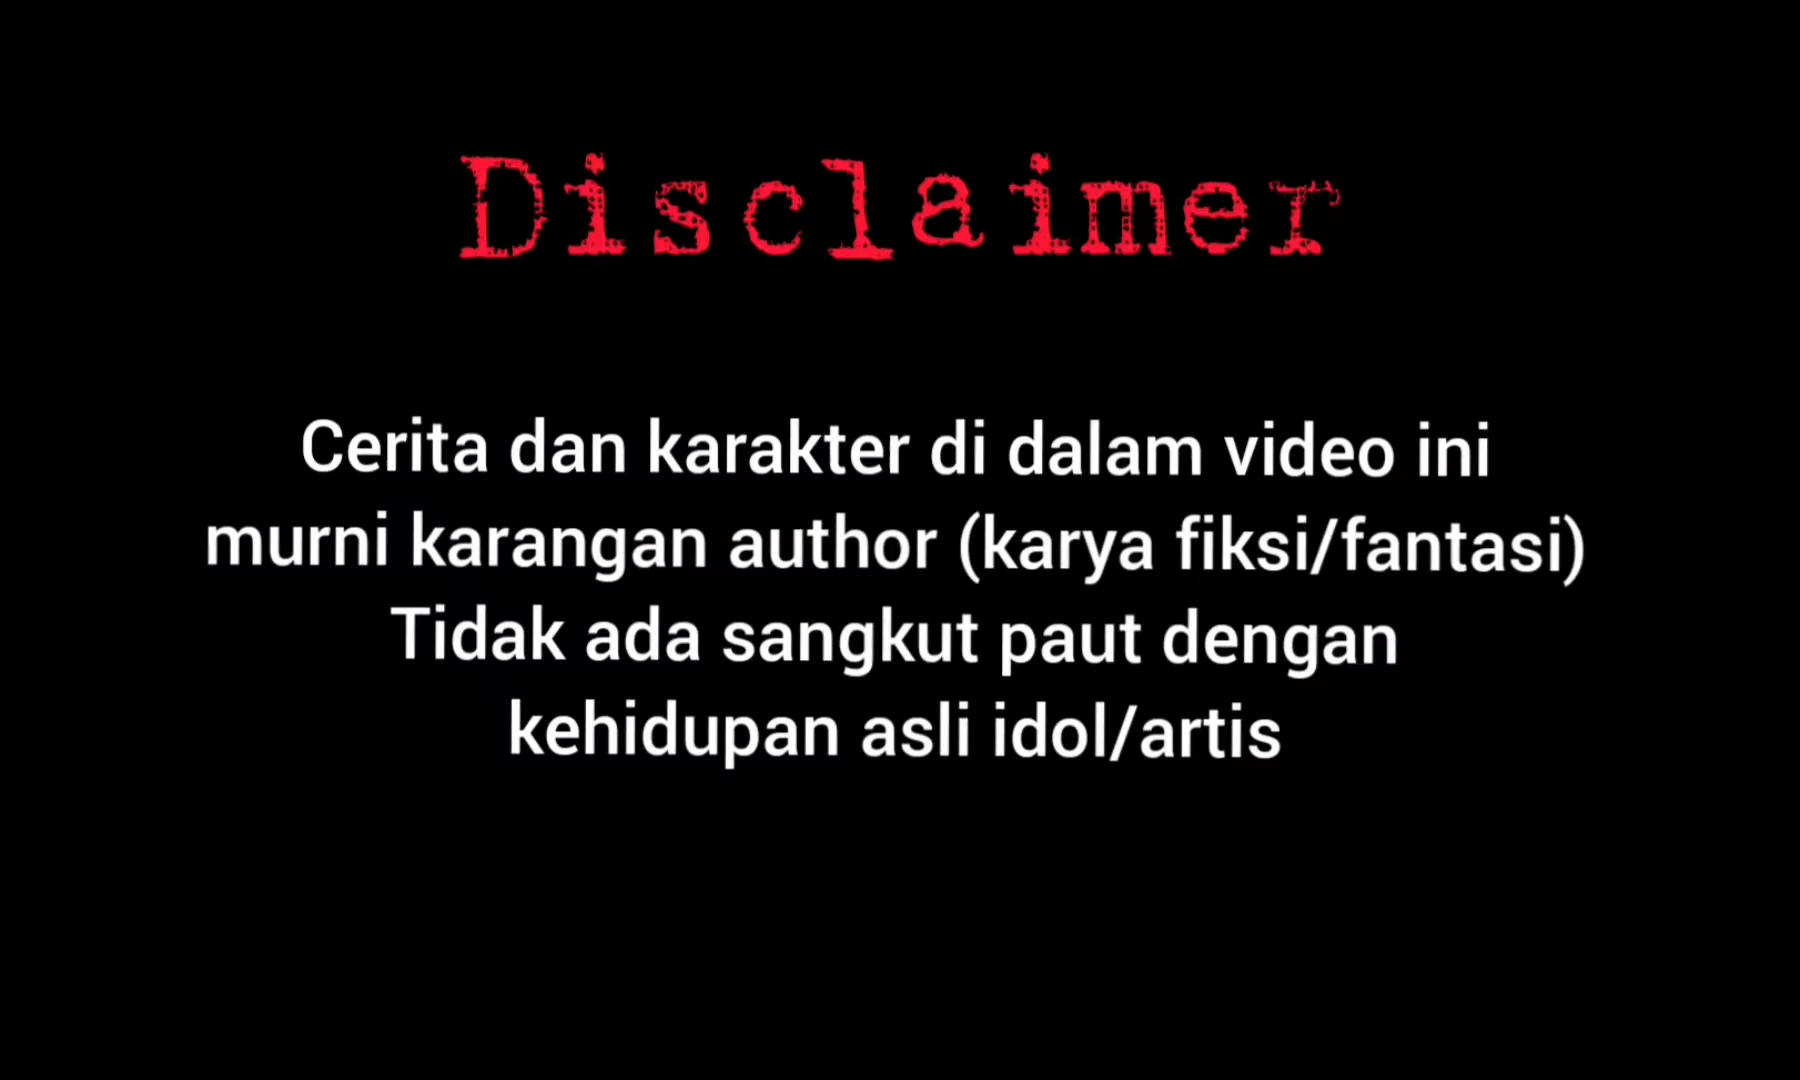 Disclaimer
Cerita dan karakter di dalam video ini
murni karangan author (karya fiksi/fantasi)
Tidak ada sangkut paut dengan
kehidupan asli idol/artis